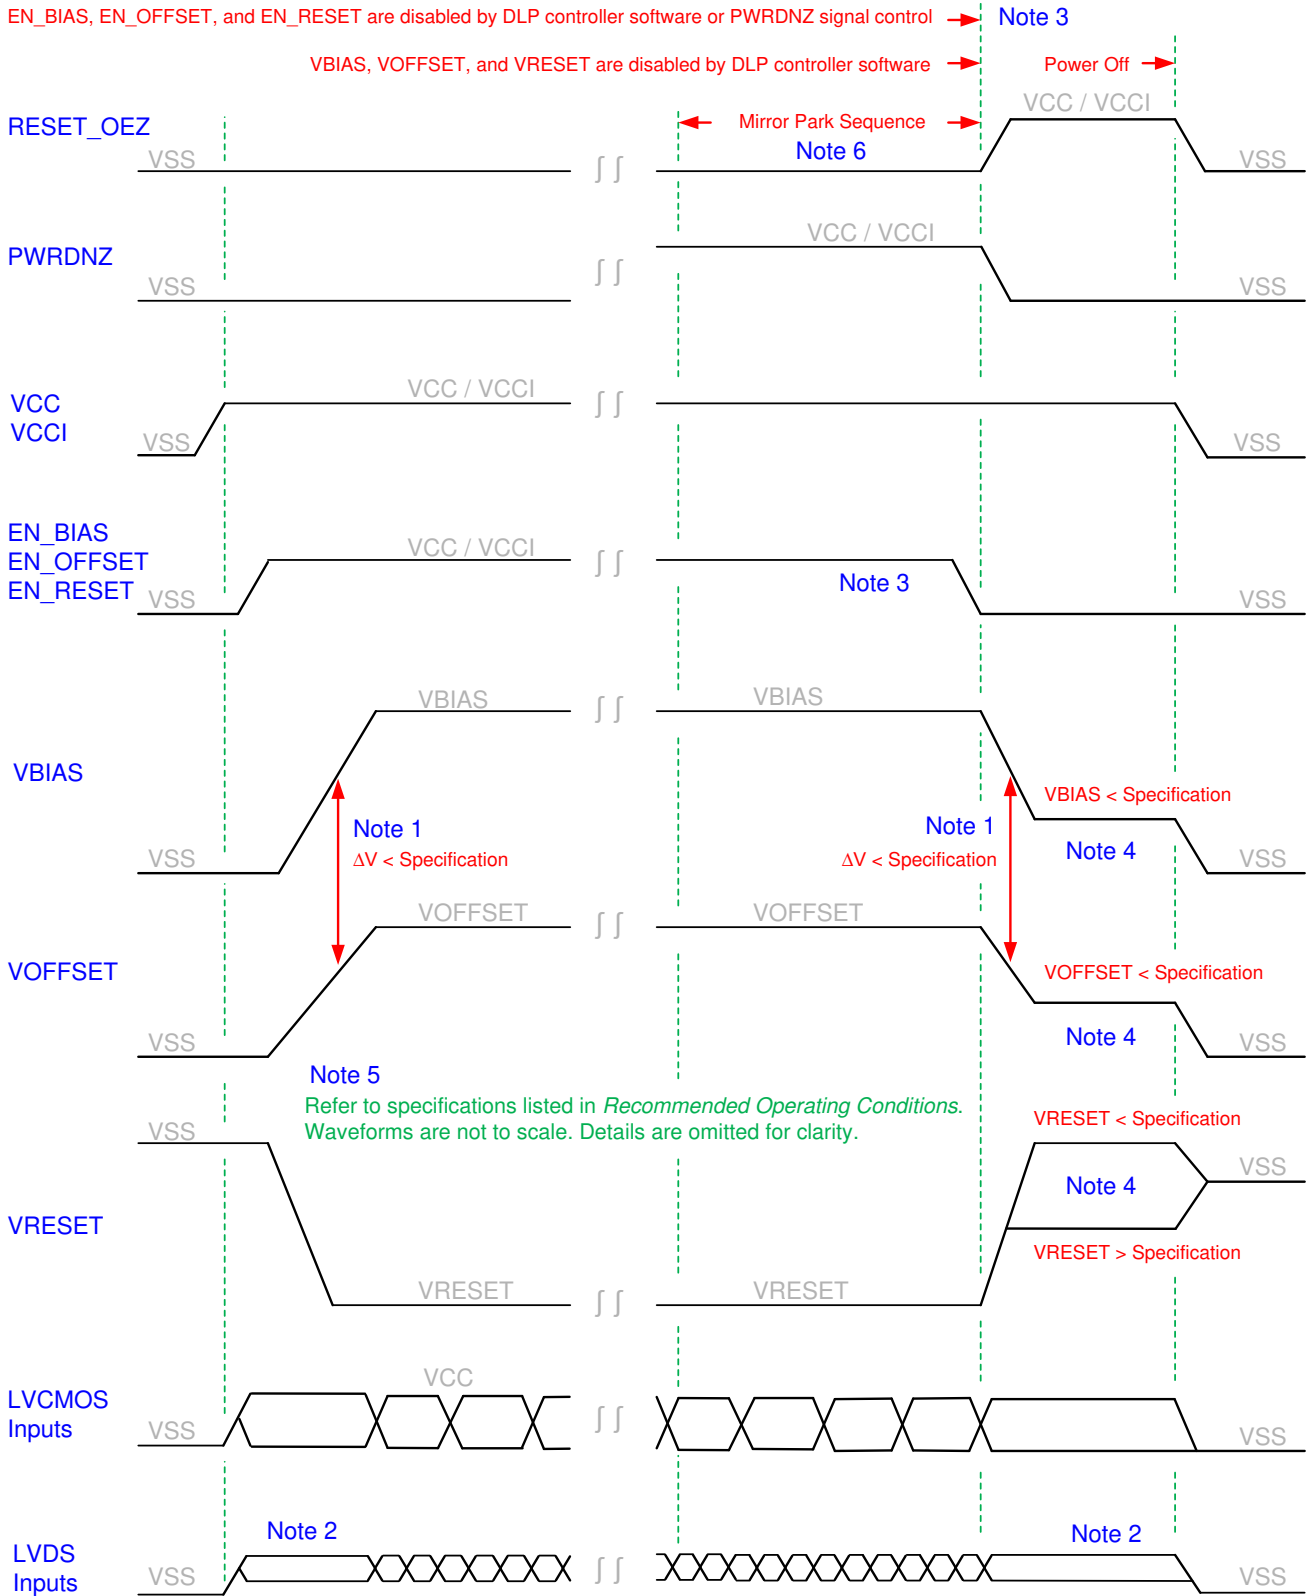 EN_BIAS, EN_OFFSET, and EN_RESET are disabled by DLP controller software or PWRDNZ signal control
Note 3
VBIAS, VOFFSET, and VRESET are disabled by DLP controller software
Power Off
VCC / VCCI
RESET_OEZ
Mirror Park Sequence
Note 6
VSS
∫ ∫
VSS
VCC / VCCI
PWRDNZ
VSS
∫ ∫
VSS
VCC / VCCI
∫ ∫
VCC
VCCI
VSS
VSS
EN_BIAS
EN_OFFSET
EN_RESET
VCC / VCCI
∫ ∫
Note 3
VSS
VSS
VBIAS
∫ ∫
VBIAS
VBIAS
VBIAS < Specification
Note 1
ΔV < Specification
Note 1
ΔV < Specification
Note 4
VSS
VSS
VOFFSET
∫ ∫
VOFFSET
VOFFSET
VOFFSET < Specification
Note 4
VSS
VSS
Note 5
Refer to specifications listed in Recommended Operating Conditions.
Waveforms are not to scale. Details are omitted for clarity.
VRESET < Specification
VSS
VSS
Note 4
VRESET
VRESET > Specification
VRESET
∫ ∫
VRESET
VCC
LVCMOS
Inputs
VSS
∫ ∫
VSS
Note 2
Note 2
LVDS
Inputs
VSS
∫ ∫
VSS